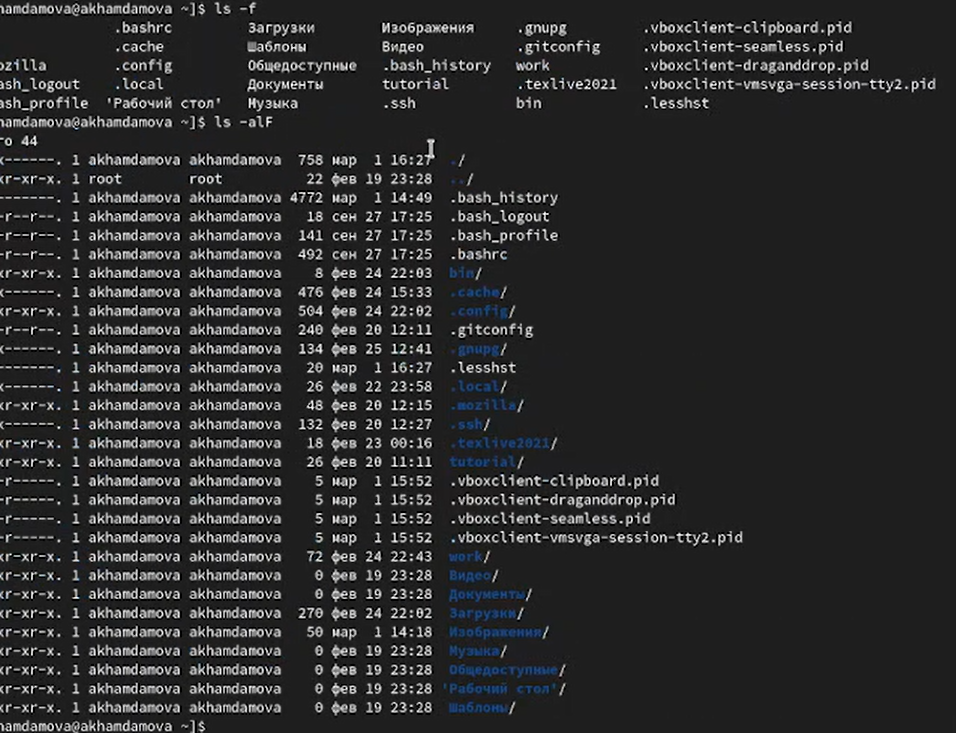 hamdamova@akhamdamova ~]$ ls -f
.bashrc Загрузки Изображения .gnupg .vboxclient-clipboard.pid
.cache Шаблоны Видео .gitconfig .vboxclient-seamless.pid
ozilla .config Общедоступные .bash_history work .vboxclient-draganddrop.pid
ash_logout .local Документы tutorial .texlive2021 .vboxclient-vmsvga-session-tty2.pid
ash_profile 'Рабочий стол' Музыка .ssh bin .lesshst
hamdamova@akhamdamova ~]$ ls -alF
го 44
x------. 1 akhamdamova akhamdamova 758 мар 1 16:27 ./
xr-xr-x. 1 root root 22 фев 19 23:28 ../
-------. 1 akhamdamova akhamdamova 4772 мар 1 14:49 .bash_history
-r--r--. 1 akhamdamova akhamdamova 18 сен 27 17:25 .bash_logout
-r--r--. 1 akhamdamova akhamdamova 141 сен 27 17:25 .bash_profile
-r--r--. 1 akhamdamova akhamdamova 492 сен 27 17:25 .bashrc
xr-xr-x. 1 akhamdamova akhamdamova 8 фев 24 22:03 bin/
x------. 1 akhamdamova akhamdamova 476 фев 24 15:33 .cache/
x------. 1 akhamdamova akhamdamova 504 фев 24 22:02 .config/
-r--r--. 1 akhamdamova akhamdamova 240 фев 20 12:11 .gitconfig
x------. 1 akhamdamova akhamdamova 134 фев 25 12:41 .gnupg/
-------. 1 akhamdamova akhamdamova 20 мар 1 16:27 .lesshst
x------. 1 akhamdamova akhamdamova 26 фев 22 23:58 .local/
xr-xr-x. 1 akhamdamova akhamdamova 48 фев 20 12:15 .mozilla/
x------. 1 akhamdamova akhamdamova 132 фев 20 12:27 .ssh/
xr-xr-x. 1 akhamdamova akhamdamova 18 фев 23 00:16 .texlive2021/
xr-xr-x. 1 akhamdamova akhamdamova 26 фев 20 11:11 tutorial/
-r-----. 1 akhamdamova akhamdamova 5 мар 1 15:52 .vboxclient-clipboard.pid
-r-----. 1 akhamdamova akhamdamova 5 мар 1 15:52 .vboxclient-draganddrop.pid
-r-----. 1 akhamdamova akhamdamova 5 мар 1 15:52 .vboxclient-seamless.pid
-r-----. 1 akhamdamova akhamdamova 5 мар 1 15:52 .vboxclient-vmsvga-session-tty2.pid
xr-xr-x. 1 akhamdamova akhamdamova 72 фев 24 22:43 work/
xr-xr-x. 1 akhamdamova akhamdamova 0 фев 19 23:28 Видео/
xr-xr-x. 1 akhamdamova akhamdamova 0 фев 19 23:28 Документы/
xr-xr-x. 1 akhamdamova akhamdamova 270 фев 24 22:02 Загрузки/
xr-xr-x. 1 akhamdamova akhamdamova 50 мар 1 14:18 Изображения/
xr-xr-x. 1 akhamdamova akhamdamova 0 фев 19 23:28 Музыка/
xr-xr-x. 1 akhamdamova akhamdamova 0 фев 19 23:28 Общедоступные/
xr-xr-x. 1 akhamdamova akhamdamova 0 фев 19 23:28 'Рабочий стол'/
xr-xr-x. 1 akhamdamova akhamdamova 0 фев 19 23:28 Шаблоны/
hamdamova@akhamdamova ~]$